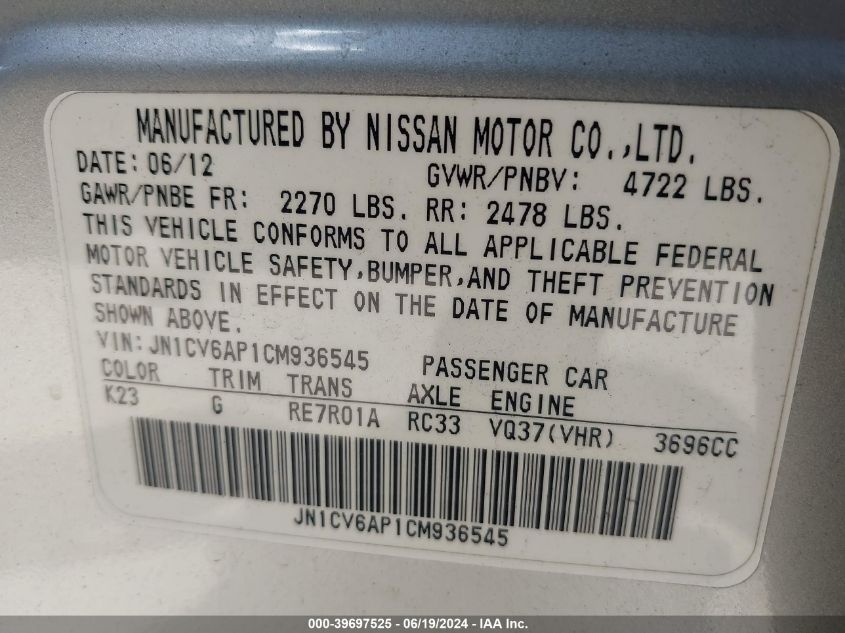 MANUFACTURED BY NISSAN MOTOR CO.,LTD.
DATE: 06/12 GVWR/PNBV: 4722 LBS.
GAWR/PNBE FR: 2270 LBS. RR: 2478 LBS.
THIS VEHICLE CONFORMS TO ALL APPLICABLE FEDERAL
MOTOR VEHICLE SAFETY,BUMPER,AND THEFT PREVENTION
STANDARDS IN EFFECT ON THE DATE OF MANUFACTURE
SHOWN ABOVE.
VIN: JN1CV6AP1CM936545 PASSENGER CAR
COLOR TRIM TRANS AXLE ENGINE
K23 G RE7R01A RC33 VQ37(VHR) 3696CC
JN1CV6AP1CM936545
000-39697525 - 06/19/2024 - IAA Inc.